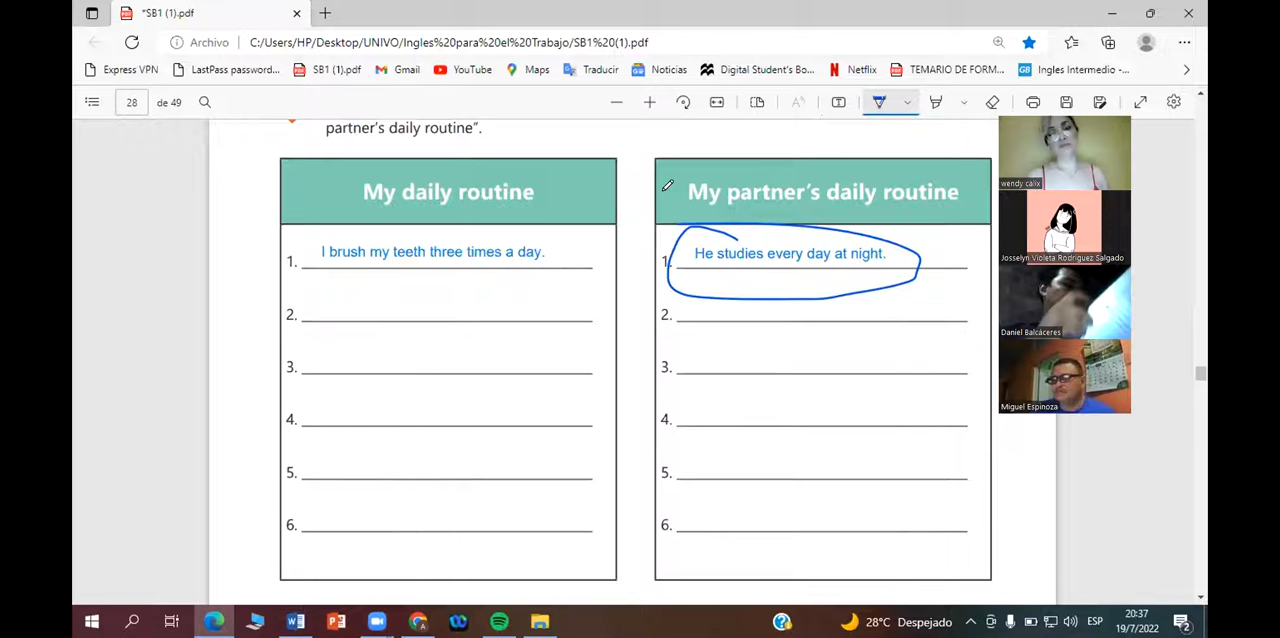 *SB1 (1).pdf
Archivo
C:/Users/HP/Desktop/UNIVO/Ingles%20para%20el%20Trabajo/SB1%20(1).pdf
Express VPN
LastPass password...
SB1 (1).pdf
Gmail
YouTube
Maps
Traducir
Noticias
Digital Student's Bo...
Netflix
TEMARIO DE FORM...
Ingles Intermedio -...
28
de 49
partner's daily routine".
My daily routine
1. I brush my teeth three times a day.
2.
3.
4.
5.
6.
My partner's daily routine
1. He studies every day at night.
2.
3.
4.
5.
6.
wendy calix
Josselyn Violeta Rodriguez Salgado
Daniel Balcáceres
Miguel Espinoza
28°C Despejado
ESP
20:37
19/7/2022
2